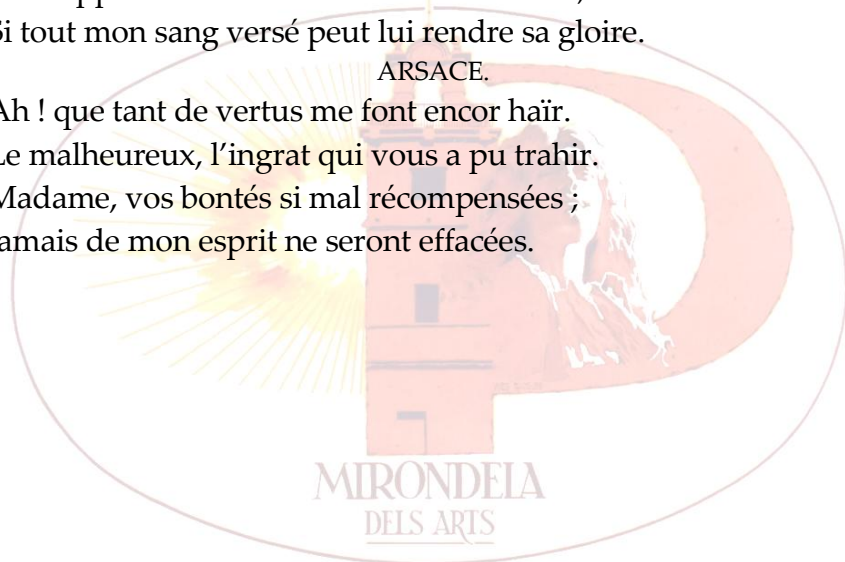 Si tout mon sang versé peut lui rendre sa gloire.
ARSACE.
Ah ! que tant de vertus me font encor haïr.
Le malheureux, l'ingrat qui vous a pu trahir.
Madame, vos bontés si mal récompensées ;
Jamais de mon esprit ne seront effacées.
MIRONDELA
DELS ARTS